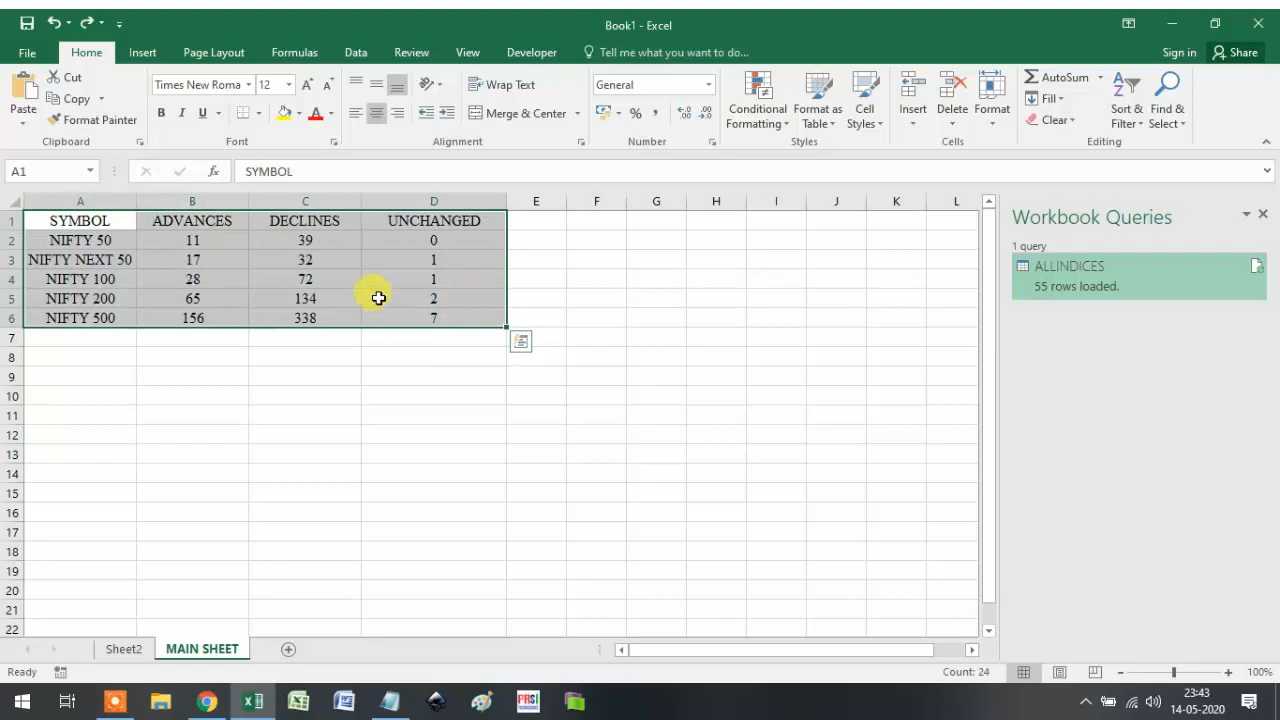 Book1 - Excel
File Home Insert Page Layout Formulas Data Review View Developer Tell me what you want to do... Sign in Share
Paste
Cut
Copy
Format Painter
Clipboard
Times New Roma 12
B I U
Font
Wrap Text
Merge & Center
Alignment
General
Number
Conditional Formatting
Format as Table
Cell Styles
Styles
Insert
Delete
Format
Cells
AutoSum
Fill
Clear
Sort & Filter
Find & Select
Editing
A1 fx SYMBOL
A B C D E F G H I J K L
1 SYMBOL ADVANCES DECLINES UNCHANGED
2 NIFTY 50 11 39 0
3 NIFTY NEXT 50 17 32 1
4 NIFTY 100 28 72 1
5 NIFTY 200 65 134 2
6 NIFTY 500 156 338 7
7
8
9
10
11
12
13
14
15
16
17
18
19
20
21
22
Workbook Queries
1 query
ALLINDICES
55 rows loaded.
Sheet2 MAIN SHEET
Ready Count: 24 100%
PRSI
23:43
14-05-2020